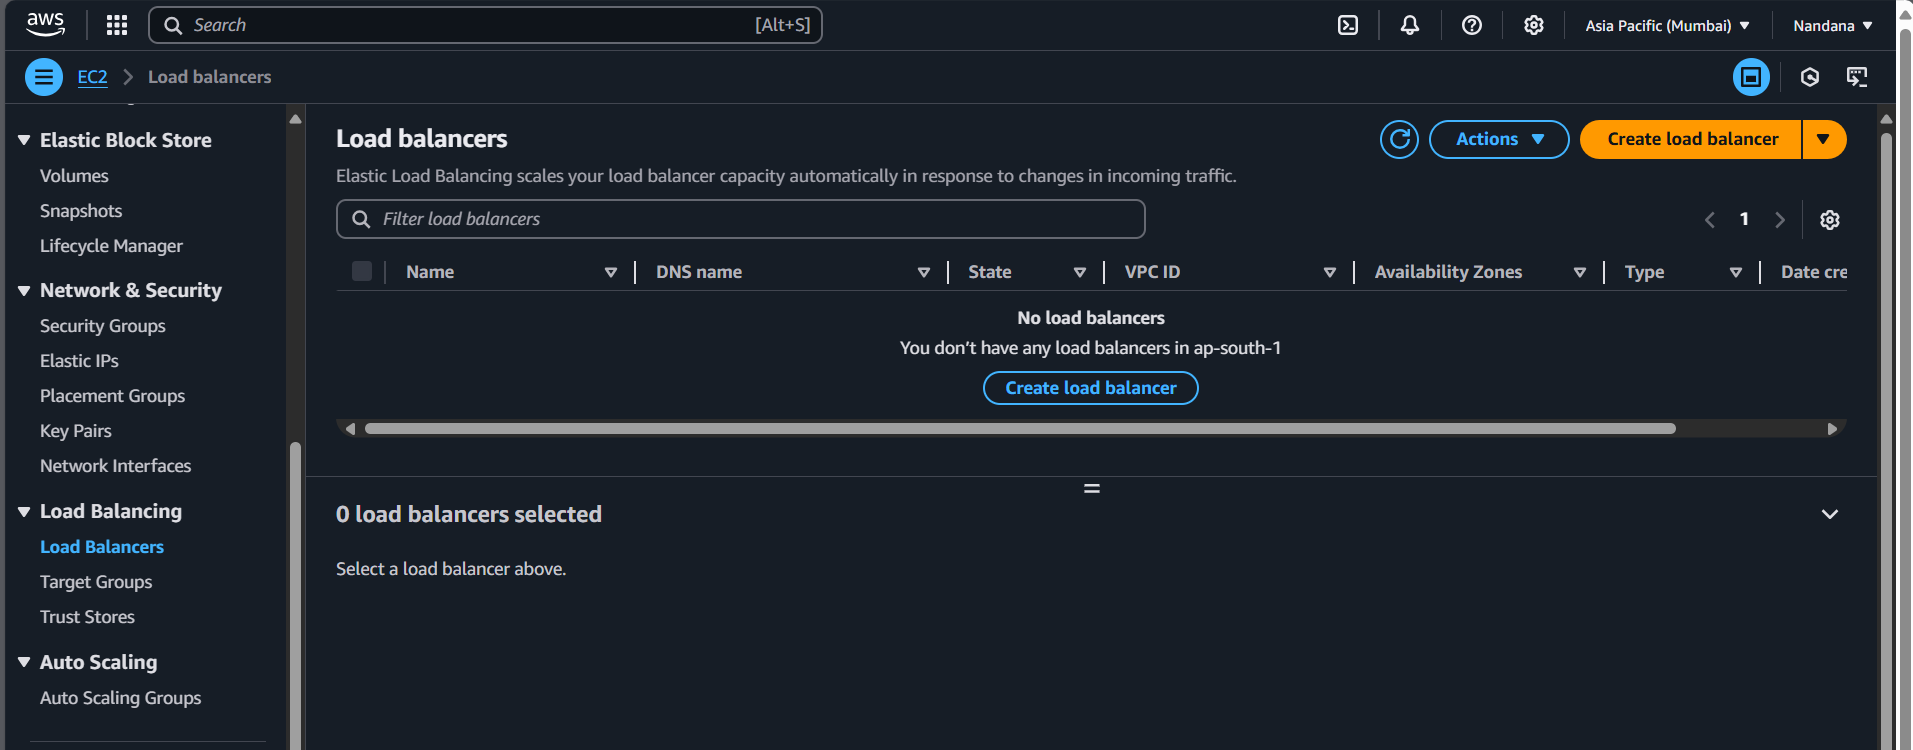 aws
Search [Alt+S]
Asia Pacific (Mumbai)
Nandana
EC2
Load balancers
Elastic Block Store
Volumes
Snapshots
Lifecycle Manager
Network & Security
Security Groups
Elastic IPs
Placement Groups
Key Pairs
Network Interfaces
Load Balancing
Load Balancers
Target Groups
Trust Stores
Auto Scaling
Auto Scaling Groups
Load balancers
Actions
Create load balancer
Elastic Load Balancing scales your load balancer capacity automatically in response to changes in incoming traffic.
Filter load balancers
1
Name DNS name State VPC ID Availability Zones Type Date cre
No load balancers
You don't have any load balancers in ap-south-1
Create load balancer
0 load balancers selected
Select a load balancer above.